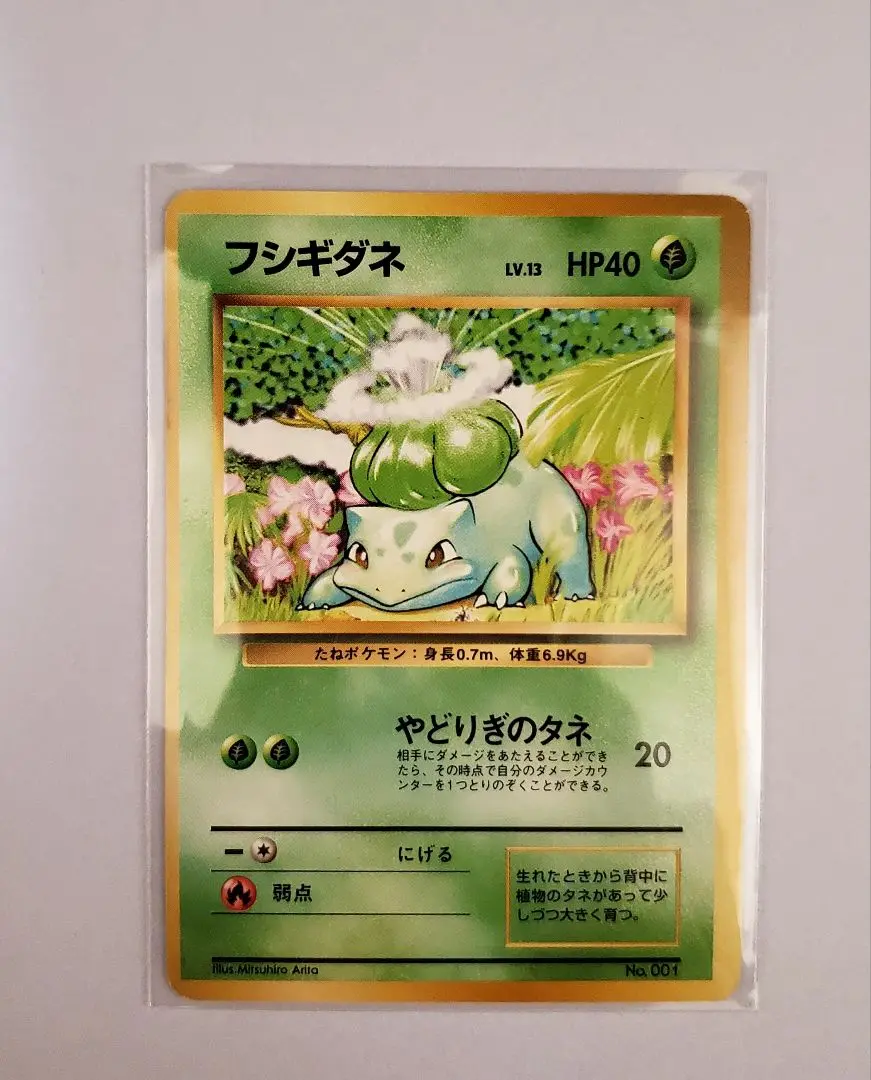 フシギダネ LV.13 HP40
たねポケモン：身長0.7m、体重6.9Kg
やどりぎのタネ 20
相手にダメージをあたえることができ
たら、その時点で自分のダメージカウ
ンターを1つとりのぞくことができる。
ー にげる
弱点
生れたときから背中に
植物のタネがあって少
しづつ大きく育つ。
Illus. Mitsuhiro Arita No. 001